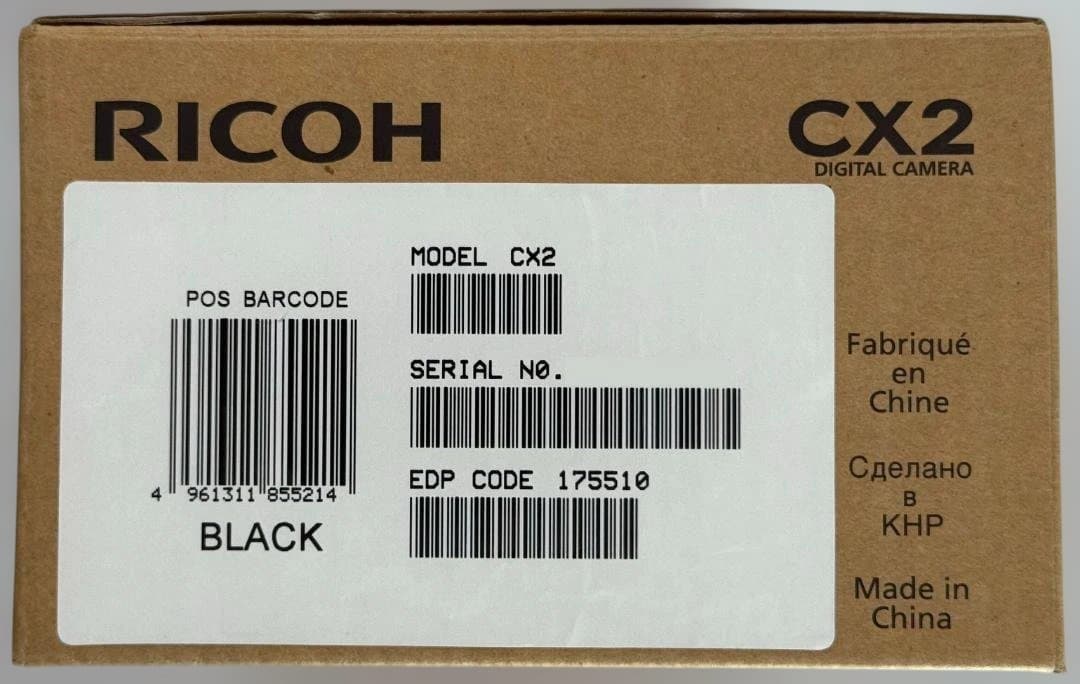 RICOH
CX2
DIGITAL CAMERA
MODEL CX2
POS BARCODE
SERIAL NO.
EDP CODE 175510
4 961311 855214
BLACK
Fabriqué
en
Chine
Сделано
в
КНР
Made in
China